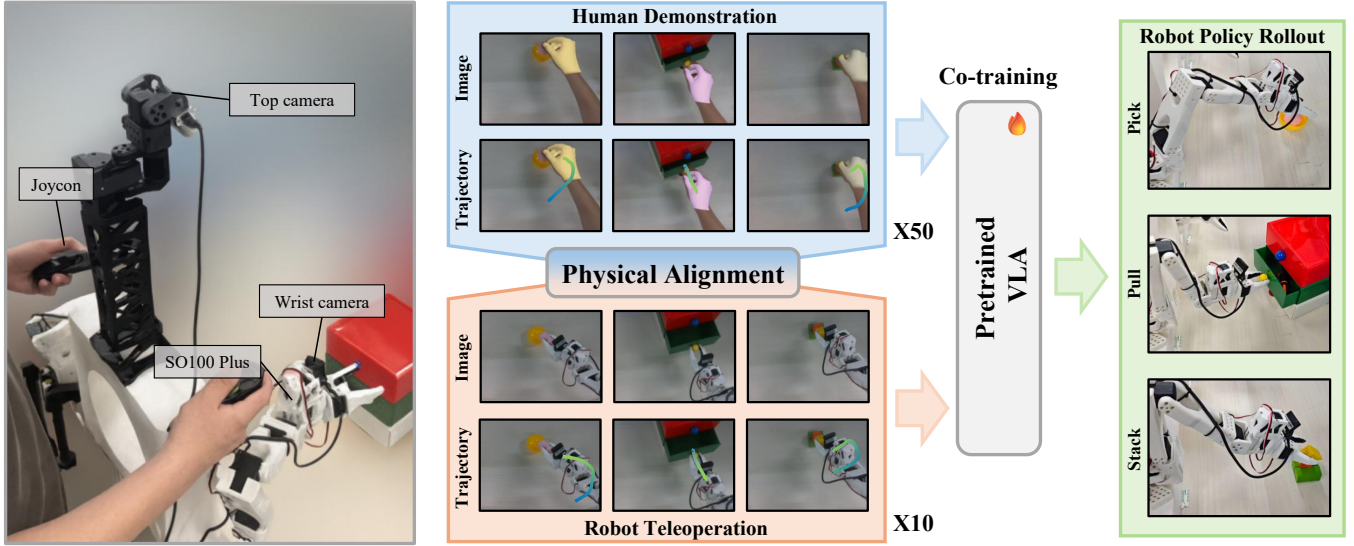 Top camera
Joycon
Wrist camera
SO100 Plus
Human Demonstration
Image
Trajectory
X50
Physical Alignment
Image
Trajectory
Robot Teleoperation
X10
Co-training
Pretrained
VLA
Robot Policy Rollout
Pick
Pull
Stack